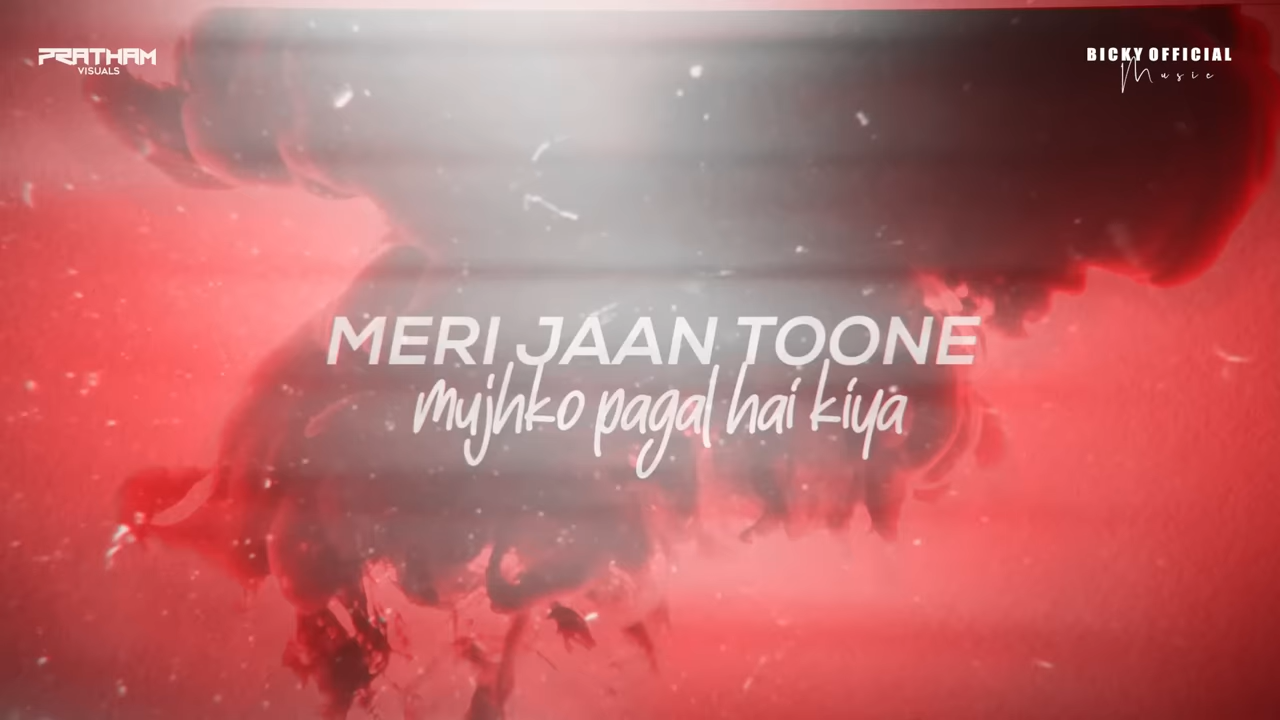 PRATHAM
VISUALS
BICKY OFFICIAL
Music
MERI JAAN TOONE
mujhko pagal hai kiya